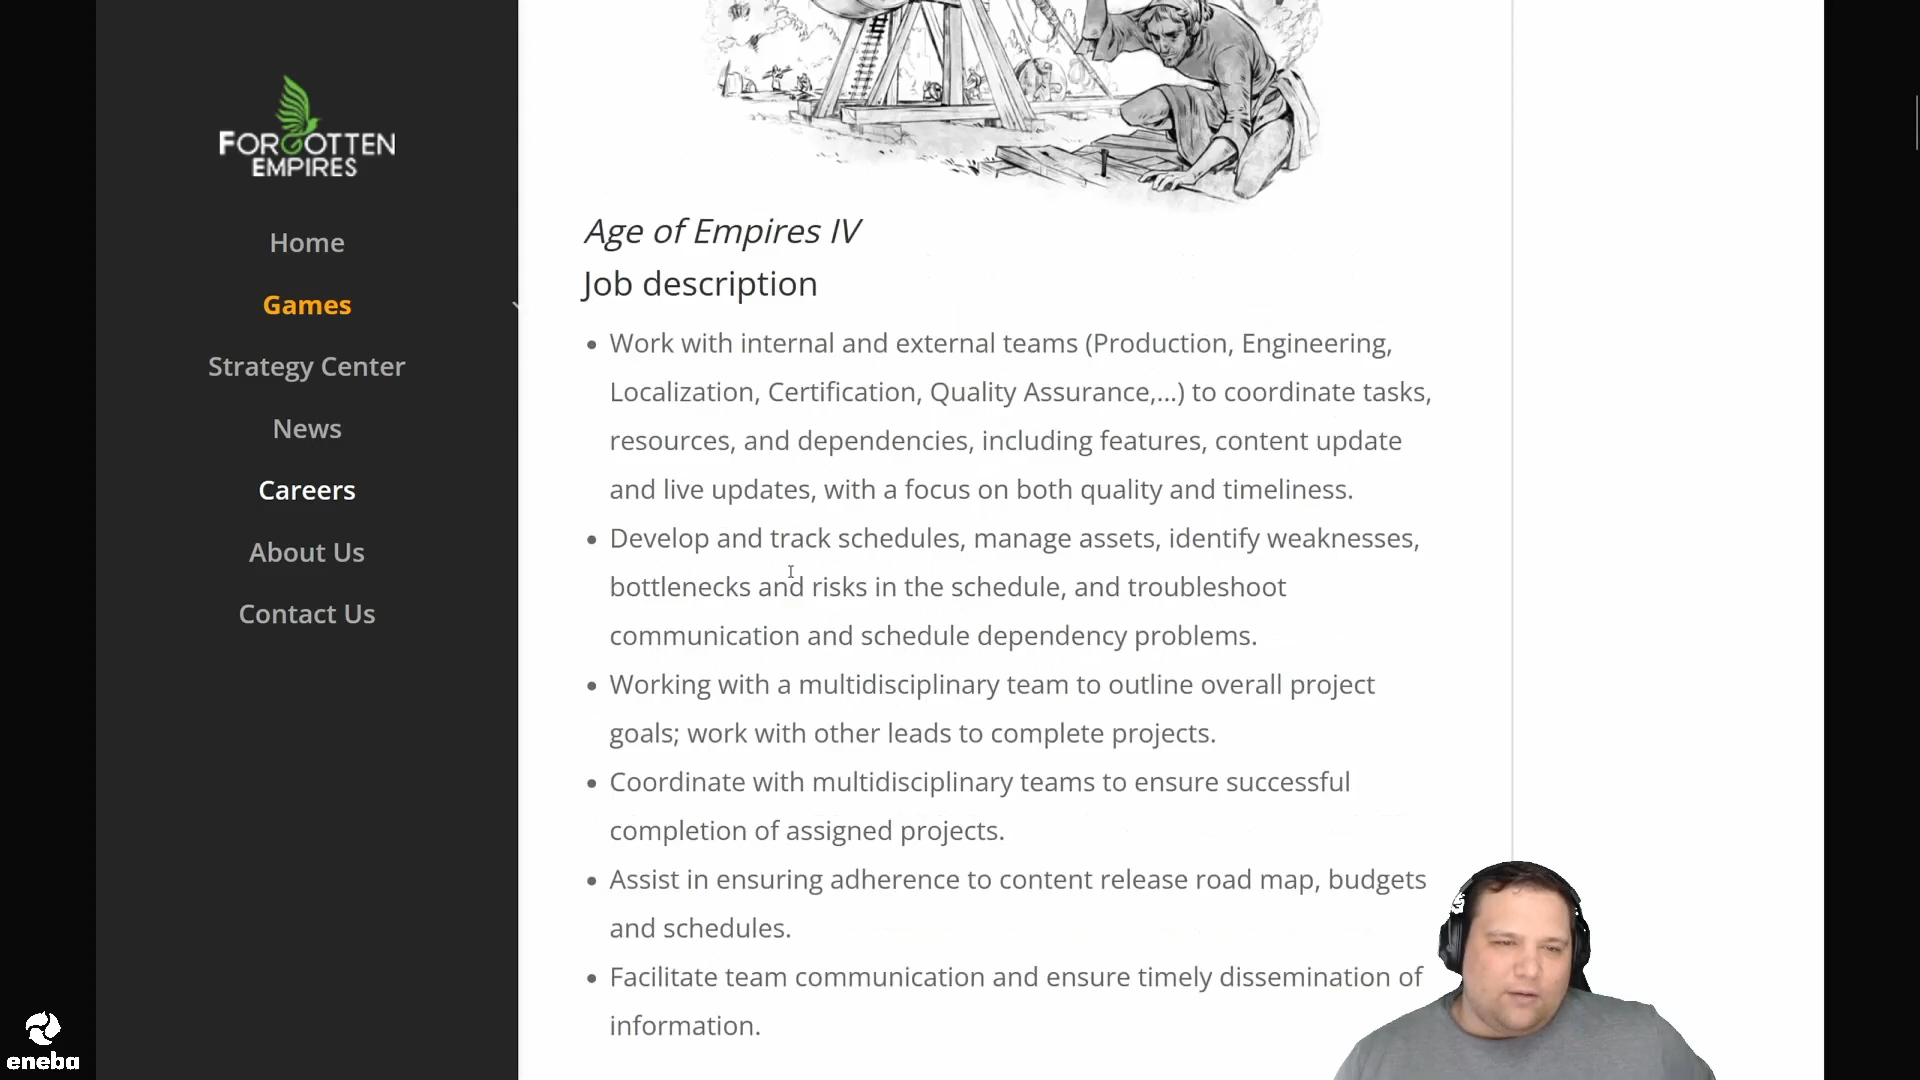 FORGOTTEN
EMPIRES
Home
Games
Strategy Center
News
Careers
About Us
Contact Us
Age of Empires IV
Job description
• Work with internal and external teams (Production, Engineering,
Localization, Certification, Quality Assurance,...) to coordinate tasks,
resources, and dependencies, including features, content update
and live updates, with a focus on both quality and timeliness.
• Develop and track schedules, manage assets, identify weaknesses,
bottlenecks and risks in the schedule, and troubleshoot
communication and schedule dependency problems.
• Working with a multidisciplinary team to outline overall project
goals; work with other leads to complete projects.
• Coordinate with multidisciplinary teams to ensure successful
completion of assigned projects.
• Assist in ensuring adherence to content release road map, budgets
and schedules.
• Facilitate team communication and ensure timely dissemination of
information.
eneba